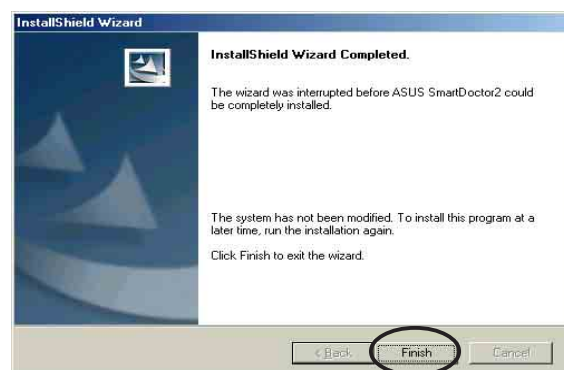 InstallShield Wizard
InstallShield Wizard Completed.
The wizard was interrupted before ASUS SmartDoctor2 could
be completely installed.
The system has not been modified. To install this program at a
later time, run the installation again.
Click Finish to exit the wizard.
< Back Finish Cancel